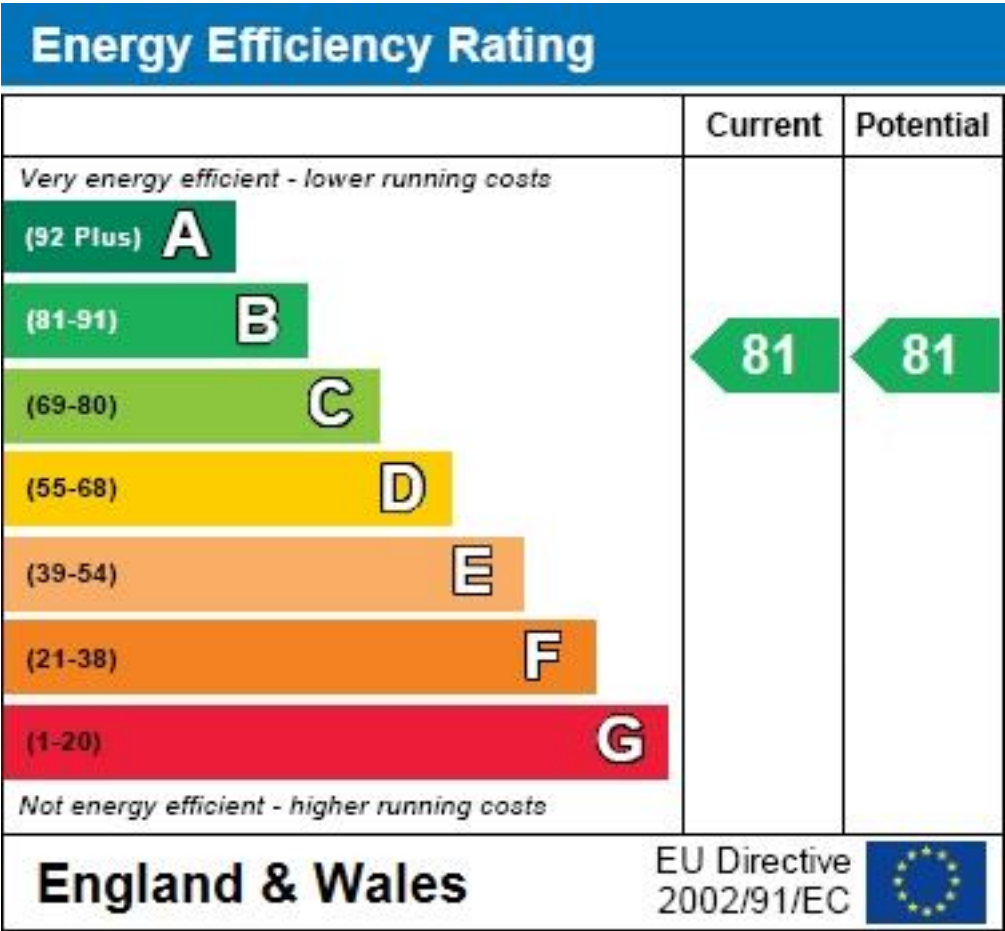 Energy Efficiency Rating
Current Potential
Very energy efficient - lower running costs
(92 Plus) A
(81-91) B
81 81
(69-80) C
(55-68) D
(39-54) E
(21-38) F
(1-20) G
Not energy efficient - higher running costs
England & Wales
EU Directive
2002/91/EC